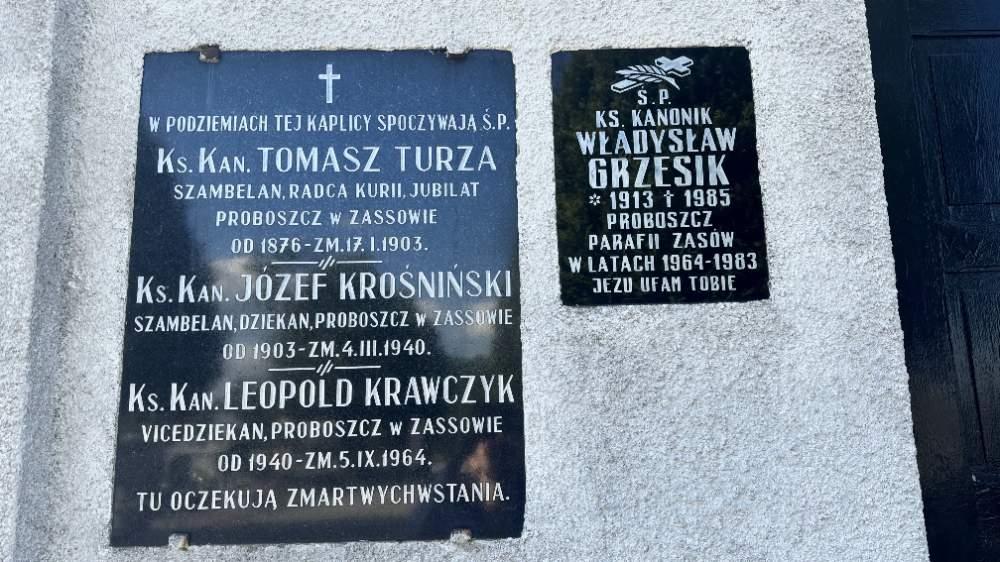 W PODZIEMIACH TEJ KAPLICY SPOCZYWAJĄ Ś.P.
KS. KAN. TOMASZ TURZA
SZAMBELAN, RADCA KURII, JUBILAT
PROBOSZCZ W ZASSOWIE
OD 1876 - ZM. 17. I. 1903.
KS. KAN. JÓZEF KROŚNIŃSKI
SZAMBELAN, DZIEKAN, PROBOSZCZ W ZASSOWIE
OD 1903 - ZM. 4. III. 1940.
KS. KAN. LEOPOLD KRAWCZYK
VICEDZIEKAN, PROBOSZCZ W ZASSOWIE
OD 1940 - ZM. 5. IX. 1964.
TU OCZEKUJĄ ZMARTWYCHWSTANIA.
Ś.P.
KS. KANONIK
WŁADYSŁAW
GRZESIK
* 1913 † 1985
PROBOSZCZ
PARAFII ZASÓW
W LATACH 1964-1983
JEZU UFAM TOBIE